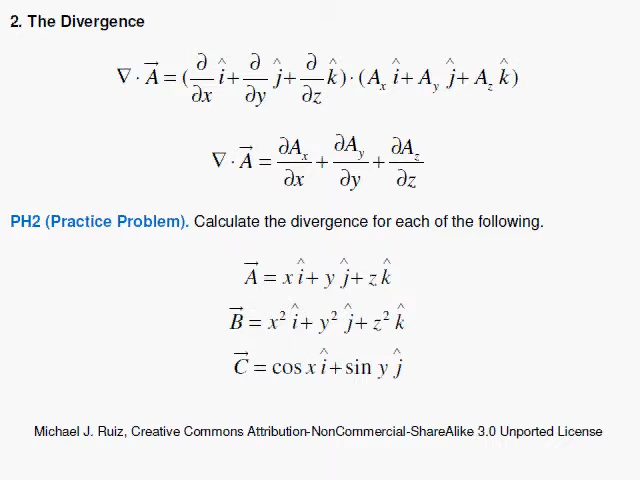 2. The Divergence
∇ · A⃗ = (∂/∂x î + ∂/∂y ĵ + ∂/∂z k̂) · (Aₓ î + A_y ĵ + A_z k̂)
∇ · A⃗ = ∂Aₓ/∂x + ∂A_y/∂y + ∂A_z/∂z
PH2 (Practice Problem). Calculate the divergence for each of the following.
A⃗ = x î + y ĵ + z k̂
B⃗ = x² î + y² ĵ + z² k̂
C⃗ = cos x î + sin y ĵ
Michael J. Ruiz, Creative Commons Attribution-NonCommercial-ShareAlike 3.0 Unported License